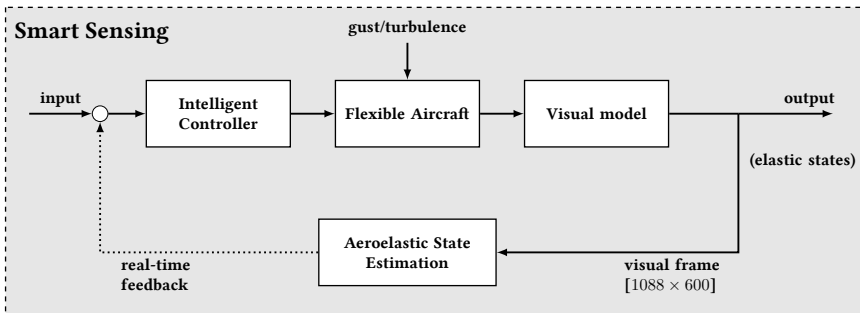 Smart Sensing
gust/turbulence
input
Intelligent
Controller
Flexible Aircraft
Visual model
output
(elastic states)
Aeroelastic State
Estimation
real-time
feedback
visual frame
[1088 × 600]